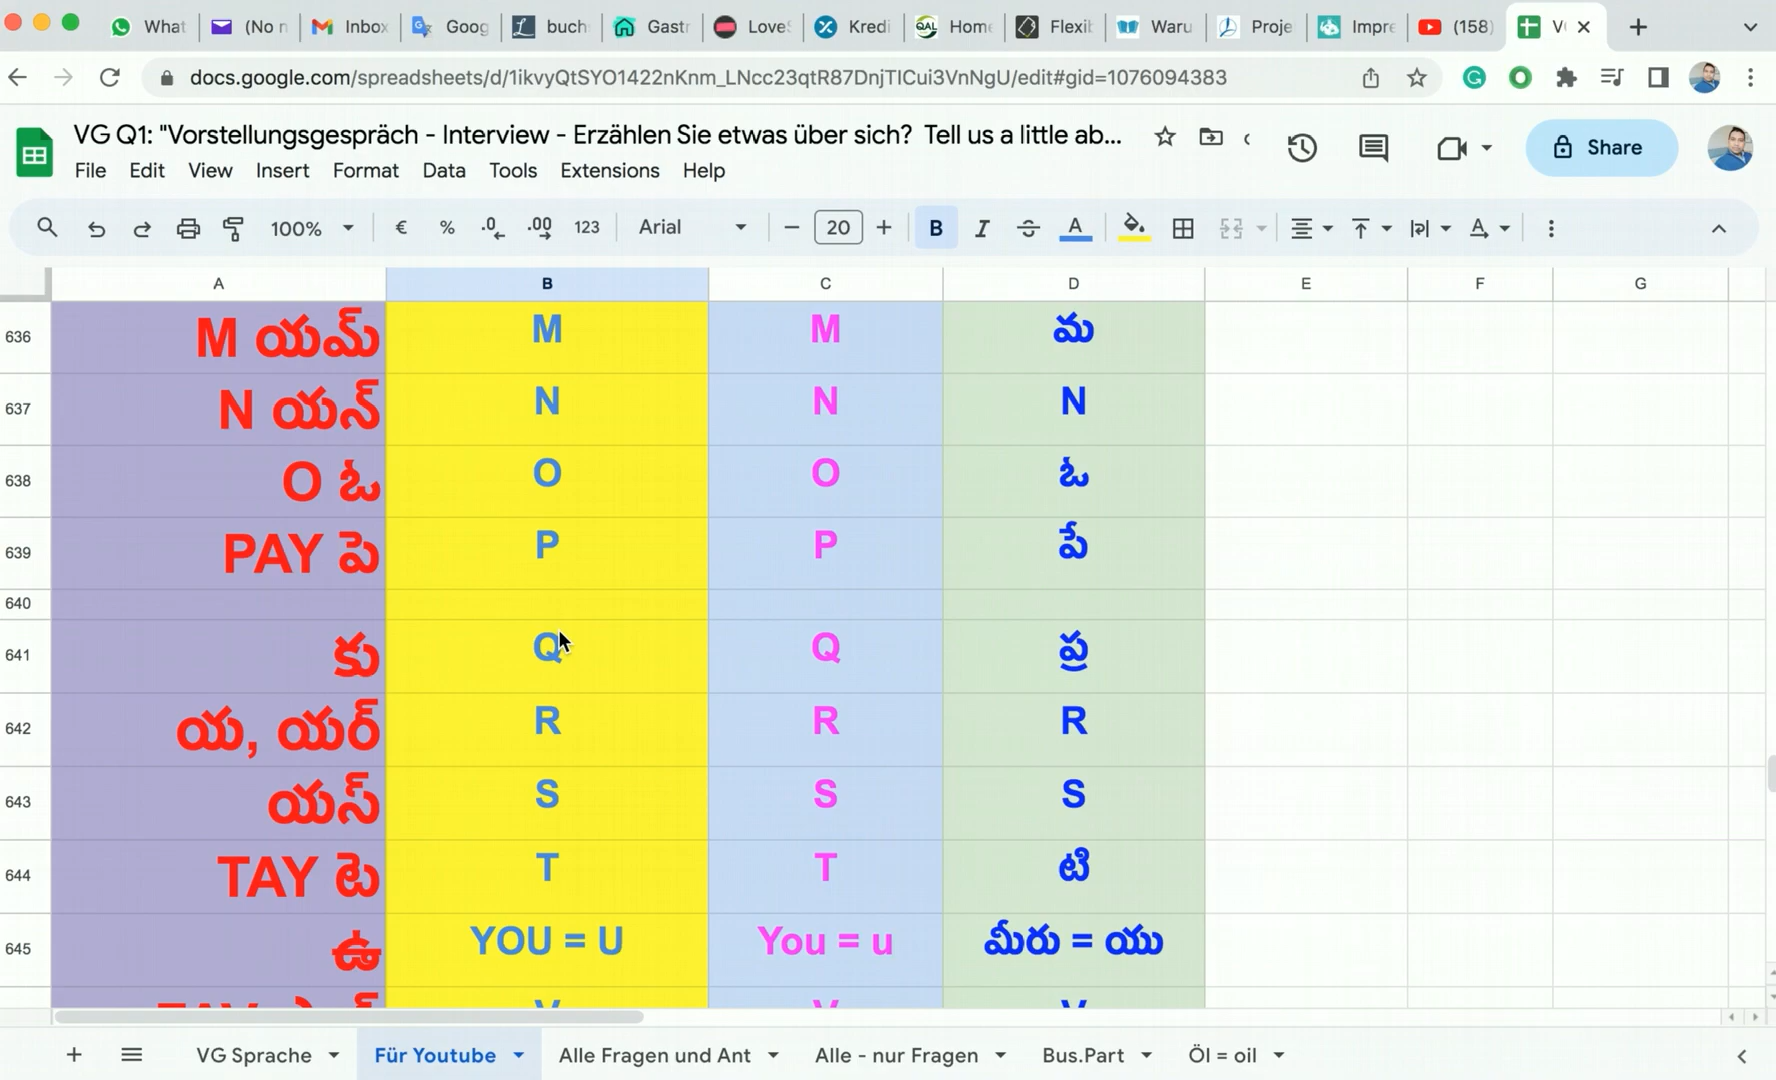 What (No r Inbox Goog buch Gastr Love Kredi Home Flexib Waru Proje Impre (158)
docs.google.com/spreadsheets/d/1ikvyQtSYO1422nKnm_LNcc23qtR87DnjTICui3VnNgU/edit#gid=1076094383
VG Q1: "Vorstellungsgespräch - Interview - Erzählen Sie etwas über sich? Tell us a little ab...
Share
File Edit View Insert Format Data Tools Extensions Help
100% € % .0 .00 123 Arial 20 B I A
A B C D E F G
636 M యమ్ M M మ
637 N యన్ N N N
638 O ఓ O O ఓ
639 PAY పె P P పే
640
641 కు Q Q ప్ర
642 య, యర్ R R R
643 యస్ S S S
644 TAY టె T T టి
645 ఉ YOU = U You = u మీరు = యు
VG Sprache Für Youtube Alle Fragen und Ant Alle - nur Fragen Bus.Part Öl = oil